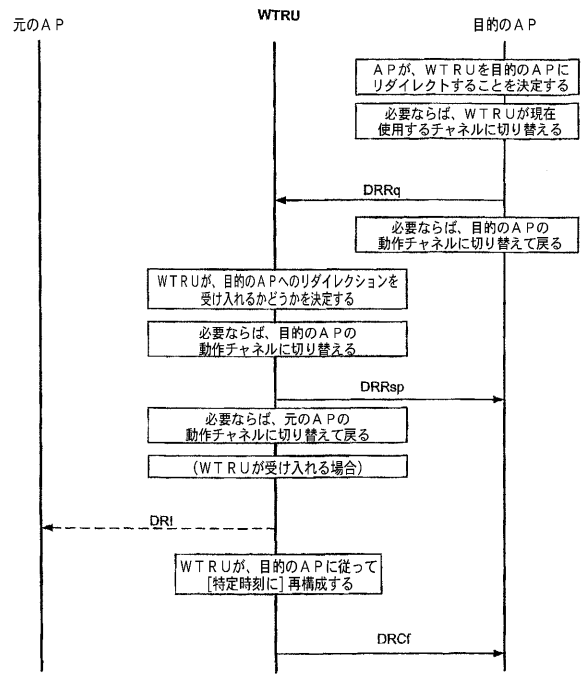 元のＡＰ
WTRU
目的のＡＰ
ＡＰが、ＷＴＲＵを目的のＡＰに
リダイレクトすることを決定する
必要ならば、ＷＴＲＵが現在
使用するチャネルに切り替える
DRRq
必要ならば、目的のＡＰの
動作チャネルに切り替えて戻る
ＷＴＲＵが、目的のＡＰへのリダイレクションを
受け入れるかどうかを決定する
必要ならば、目的のＡＰの
動作チャネルに切り替える
DRRsp
必要ならば、元のＡＰの
動作チャネルに切り替えて戻る
（ＷＴＲＵが受け入れる場合）
DRI
ＷＴＲＵが、目的のＡＰに従って
[特定時刻に] 再構成する
DRCf